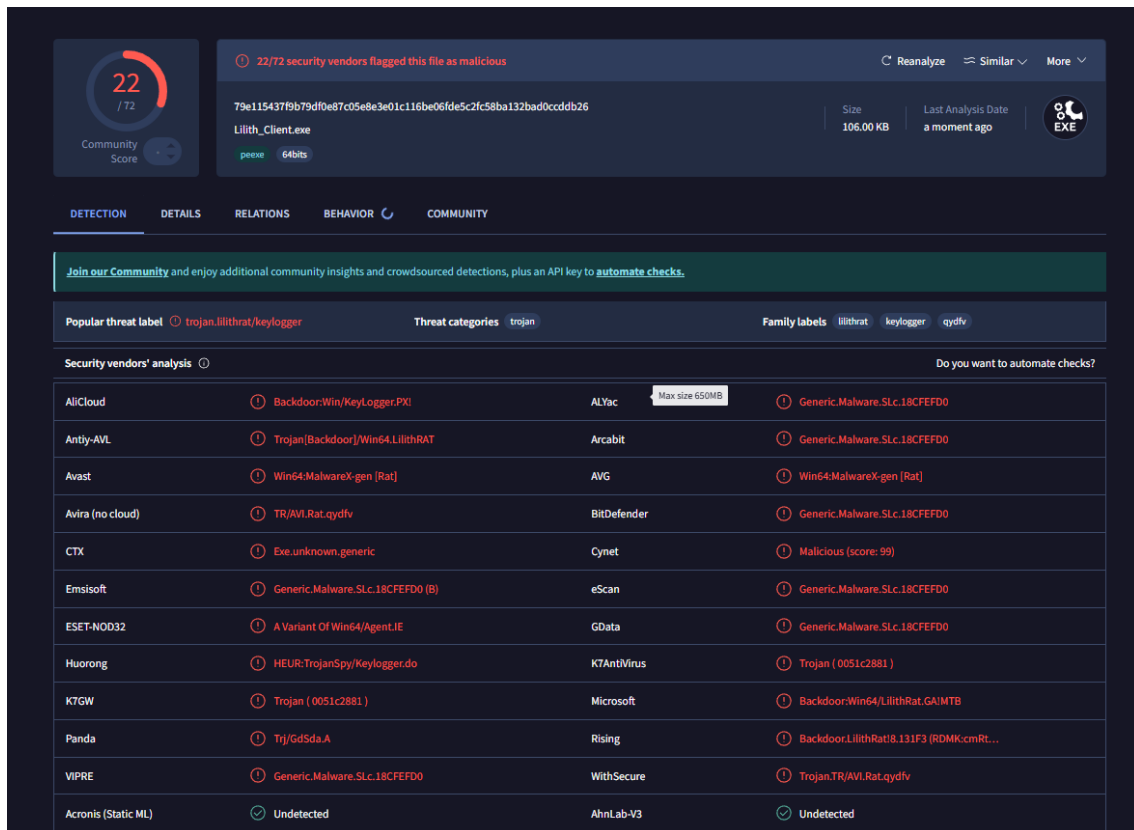 22
/ 72
Community
Score
22/72 security vendors flagged this file as malicious
Reanalyze Similar More
79e115437f9b79df0e87c05e8e3e01c116be06fde5c2fc58ba132bad0ccddb26
Lilith_Client.exe
peexe 64bits
Size
106.00 KB
Last Analysis Date
a moment ago
EXE
DETECTION DETAILS RELATIONS BEHAVIOR COMMUNITY
Join our Community and enjoy additional community insights and crowdsourced detections, plus an API key to automate checks.
Popular threat label trojan.lilithrat/keylogger Threat categories trojan Family labels lilithrat keylogger qydfv
Security vendors' analysis Do you want to automate checks?
AliCloud Backdoor:Win/KeyLogger.PX! ALYac Max size 650MB Generic.Malware.SLc.18CFEFD0
Antiy-AVL Trojan[Backdoor]/Win64.LilithRAT Arcabit Generic.Malware.SLc.18CFEFD0
Avast Win64:MalwareX-gen [Rat] AVG Win64:MalwareX-gen [Rat]
Avira (no cloud) TR/AVI.Rat.qydfv BitDefender Generic.Malware.SLc.18CFEFD0
CTX Exe.unknown.generic Cynet Malicious (score: 99)
Emsisoft Generic.Malware.SLc.18CFEFD0 (B) eScan Generic.Malware.SLc.18CFEFD0
ESET-NOD32 A Variant Of Win64/Agent.IE GData Generic.Malware.SLc.18CFEFD0
Huorong HEUR:TrojanSpy/Keylogger.do K7AntiVirus Trojan ( 0051c2881 )
K7GW Trojan ( 0051c2881 ) Microsoft Backdoor:Win64/LilithRat.GA!MTB
Panda Trj/GdSda.A Rising Backdoor.LilithRat!8.131F3 (RDMK:cmRt...
VIPRE Generic.Malware.SLc.18CFEFD0 WithSecure Trojan.TR/AVI.Rat.qydfv
Acronis (Static ML) Undetected AhnLab-V3 Undetected